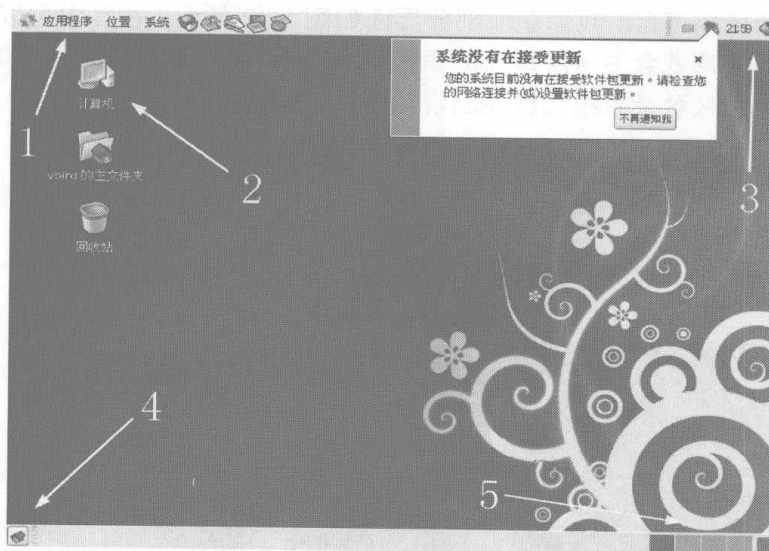 应用程序 位置 系统
21:59
系统没有在接受更新
您的系统目前没有在接受软件包更新。请检查您
的网络连接并(或)设置软件包更新。
不再通知我
计算机
1
2
3
vbird 的主文件夹
回收站
4
5